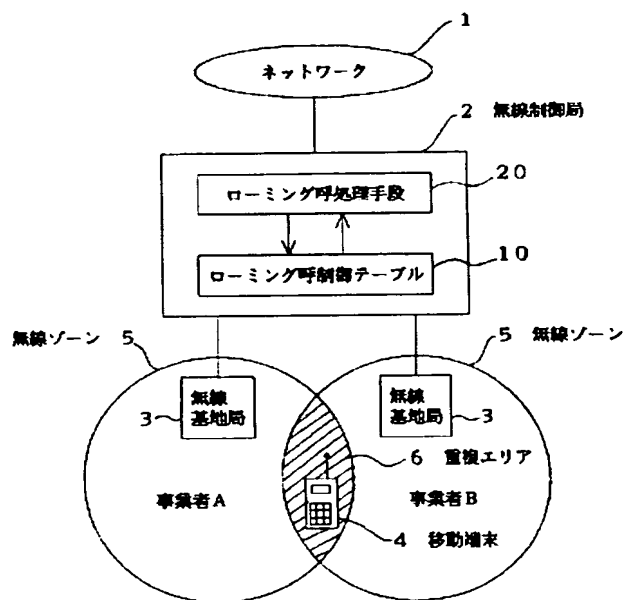 1
ネットワーク
2 無線制御局
ローミング呼処理手段
20
ローミング呼制御テーブル
10
無線ゾーン 5
5 無線ゾーン
無線
基地局
3
無線
基地局
3
6 重複エリア
事業者A
事業者B
4 移動端末